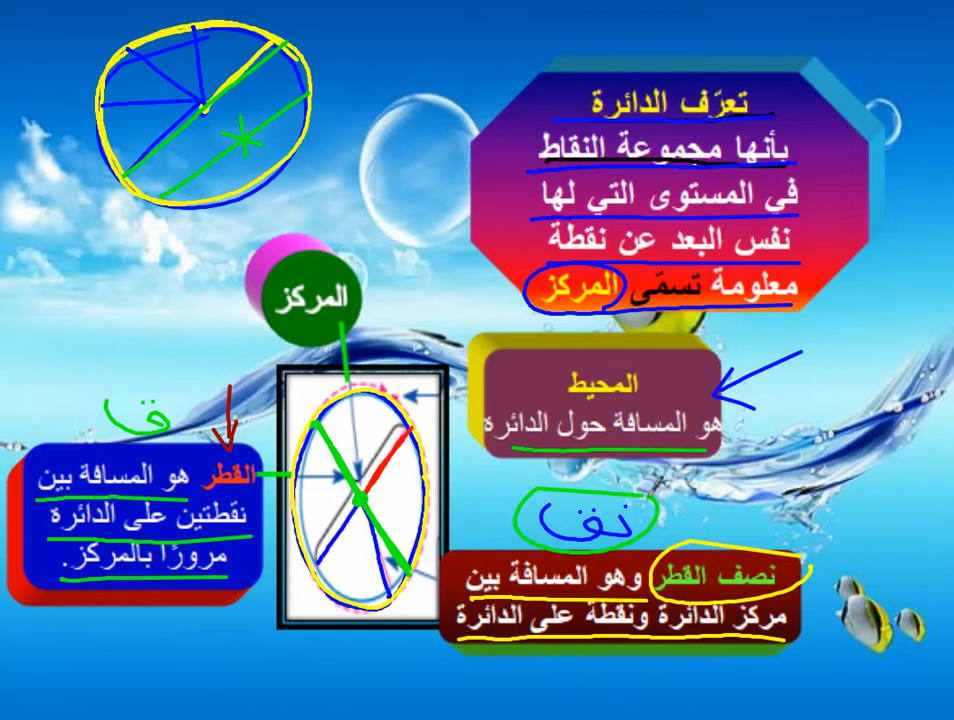 تعرّف الدائرة
بأنها مجموعة النقاط
في المستوى التي لها
نفس البعد عن نقطة
معلومة تسمّى المركز
المركز
المحيط
هو المسافة حول الدائرة
ق
القطر هو المسافة بين
نقطتين على الدائرة
مرورًا بالمركز.
نق
نصف القطر وهو المسافة بين
مركز الدائرة ونقطة على الدائرة